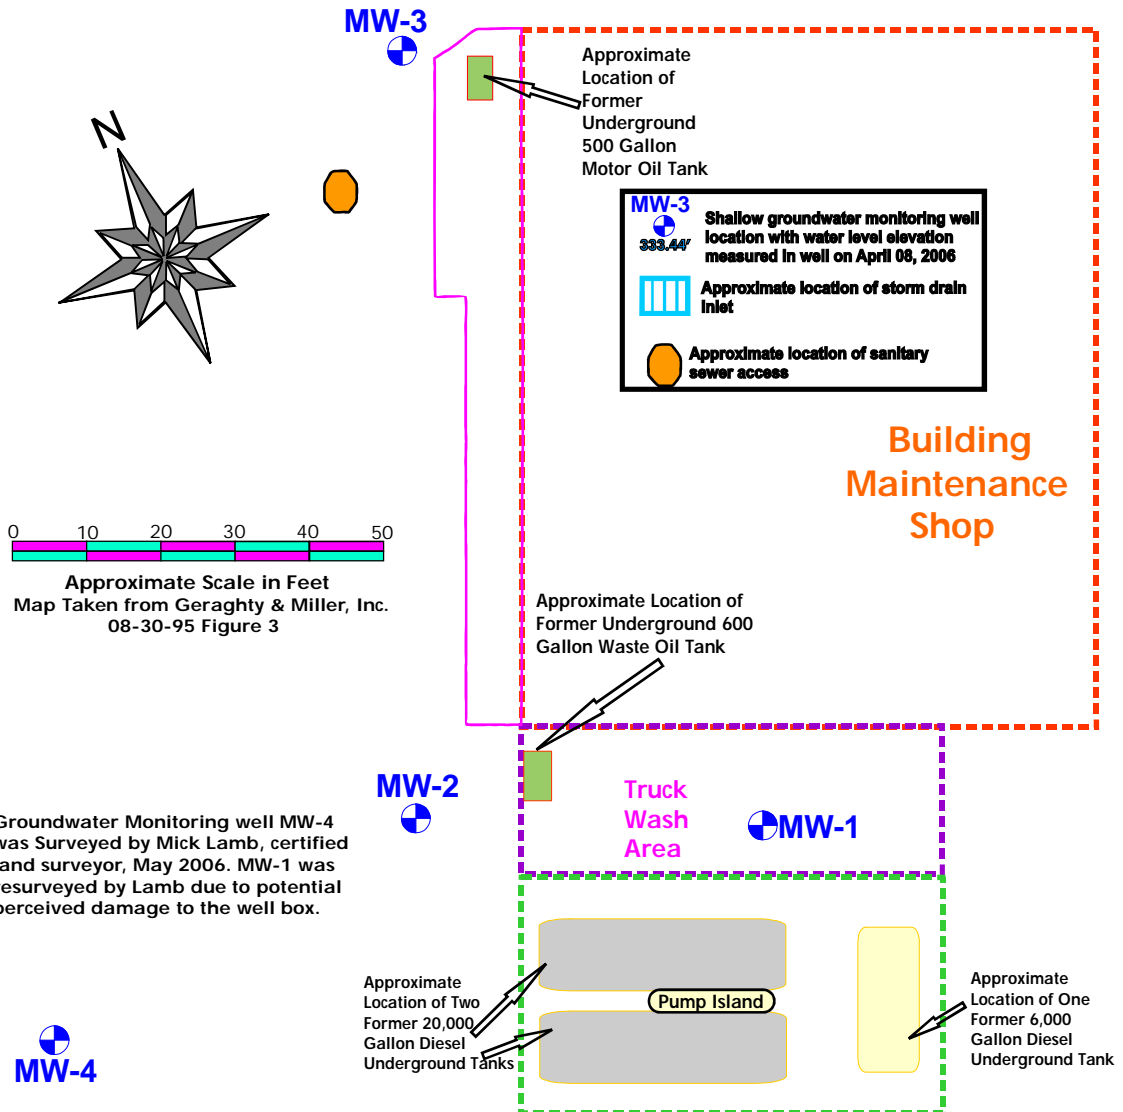 MW-3
Approximate
Location of
Former
Underground
500 Gallon
Motor Oil Tank
N
MW-3
333.44'
Shallow groundwater monitoring well
location with water level elevation
measured in well on April 08, 2006
Approximate location of storm drain
inlet
Approximate location of sanitary
sewer access
Building
Maintenance
Shop
0 10 20 30 40 50
Approximate Scale in Feet
Map Taken from Geraghty & Miller, Inc.
08-30-95 Figure 3
Approximate Location of
Former Underground 600
Gallon Waste Oil Tank
MW-2
Truck
Wash
Area
MW-1
Groundwater Monitoring well MW-4
was Surveyed by Mick Lamb, certified
land surveyor, May 2006. MW-1 was
resurveyed by Lamb due to potential
perceived damage to the well box.
Approximate
Location of Two
Former 20,000
Gallon Diesel
Underground Tanks
Pump Island
Approximate
Location of One
Former 6,000
Gallon Diesel
Underground Tank
MW-4